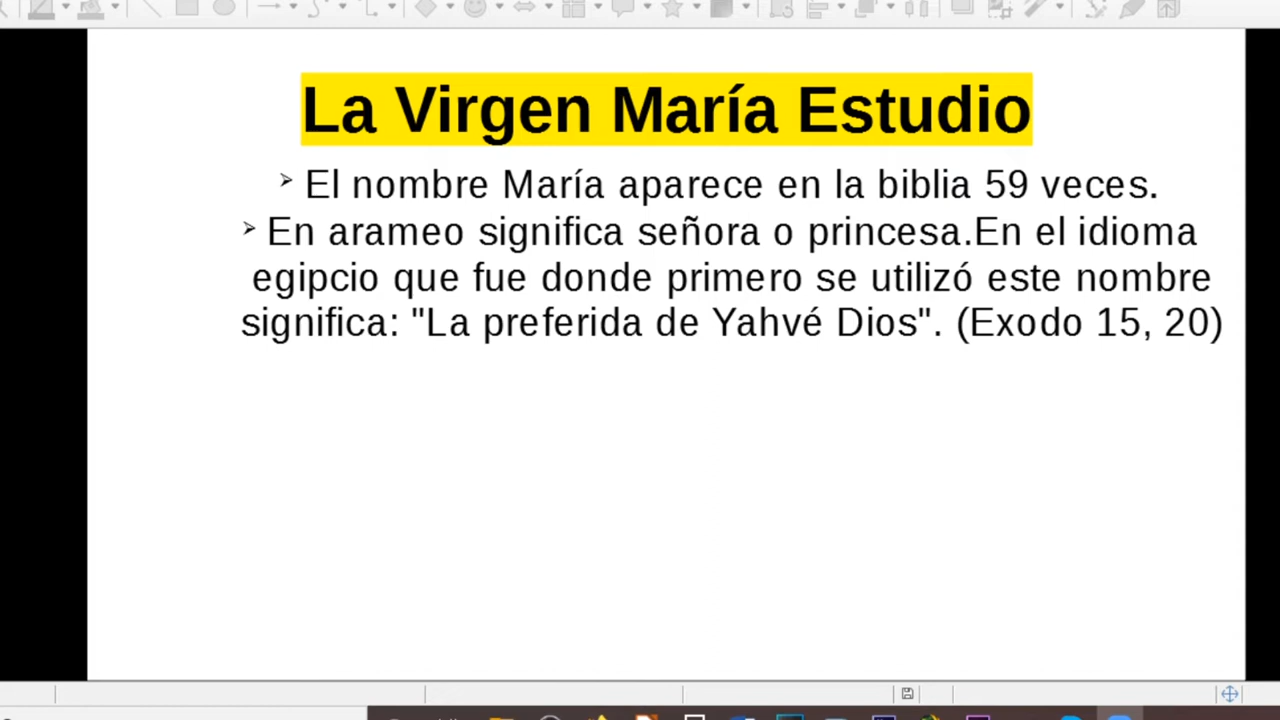 La Virgen María Estudio
➢ El nombre María aparece en la biblia 59 veces.
➢ En arameo significa señora o princesa.En el idioma
egipcio que fue donde primero se utilizó este nombre
significa: "La preferida de Yahvé Dios". (Exodo 15, 20)